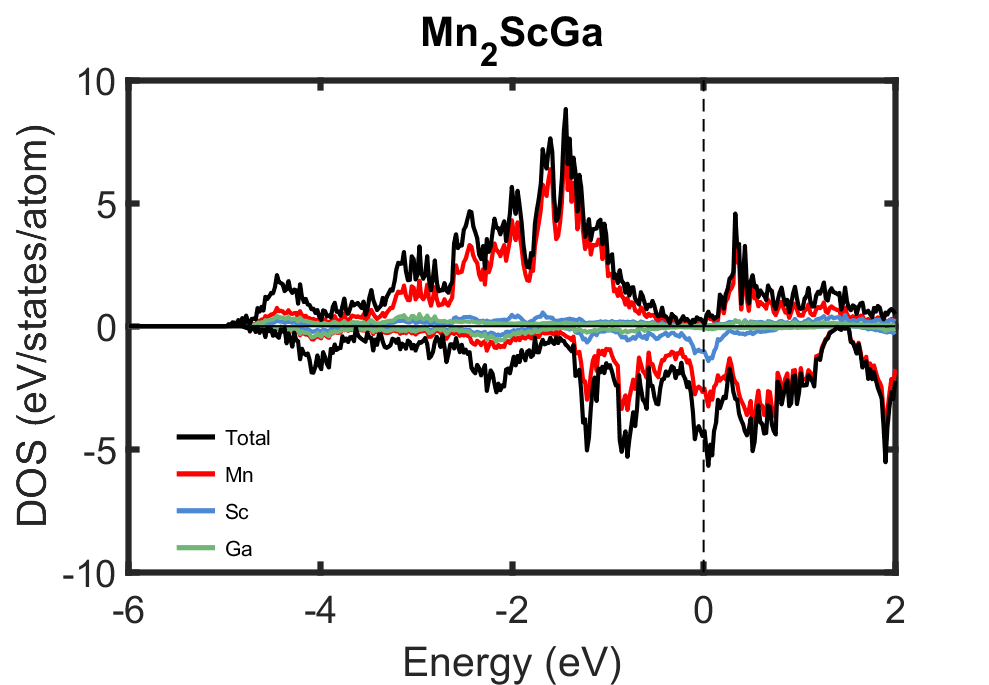 Mn2ScGa
10
5
0
-5
-10
DOS (eV/states/atom)
Total
Mn
Sc
Ga
-6 -4 -2 0 2
Energy (eV)